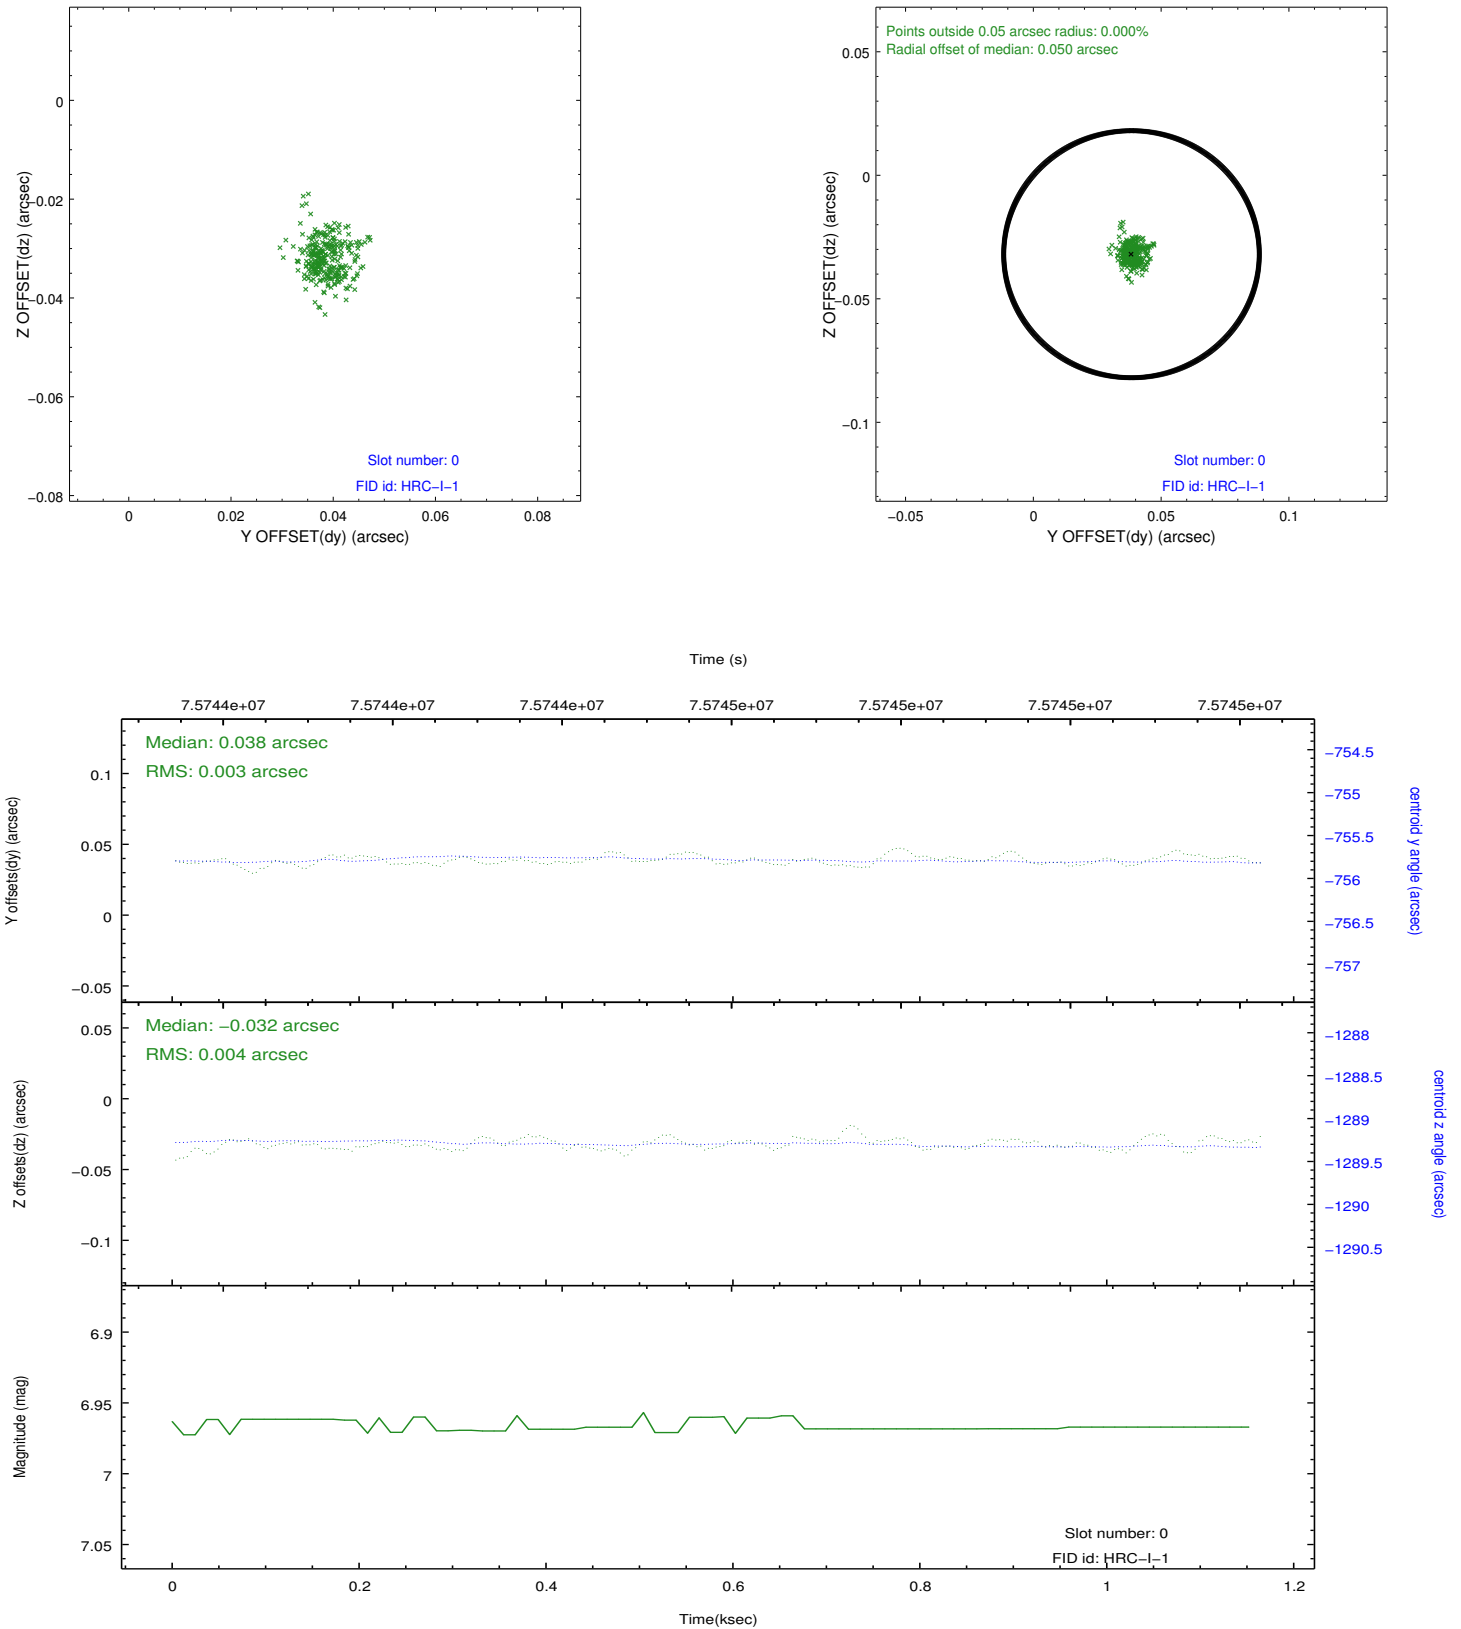 0
−0.02
−0.04
−0.06
−0.08
Z OFFSET(dz) (arcsec)
Slot number: 0
FID id: HRC−I−1
0
0.02
0.04
0.06
0.08
Y OFFSET(dy) (arcsec)
Points outside 0.05 arcsec radius: 0.000%
Radial offset of median: 0.050 arcsec
0.05
0
−0.05
−0.1
Z OFFSET(dz) (arcsec)
Slot number: 0
FID id: HRC−I−1
−0.05
0
0.05
0.1
Y OFFSET(dy) (arcsec)
Time (s)
7.5744e+07
7.5744e+07
7.5744e+07
7.5745e+07
7.5745e+07
7.5745e+07
7.5745e+07
Median: 0.038 arcsec
RMS: 0.003 arcsec
0.1
0.05
0
−0.05
Y offsets(dy) (arcsec)
−754.5
−755
−755.5
−756
−756.5
−757
centroid y angle (arcsec)
Median: −0.032 arcsec
RMS: 0.004 arcsec
0.05
0
−0.05
−0.1
Z offsets(dz) (arcsec)
−1288
−1288.5
−1289
−1289.5
−1290
−1290.5
centroid z angle (arcsec)
6.9
6.95
7
7.05
Magnitude (mag)
Slot number: 0
FID id: HRC−I−1
0
0.2
0.4
0.6
0.8
1
1.2
Time(ksec)